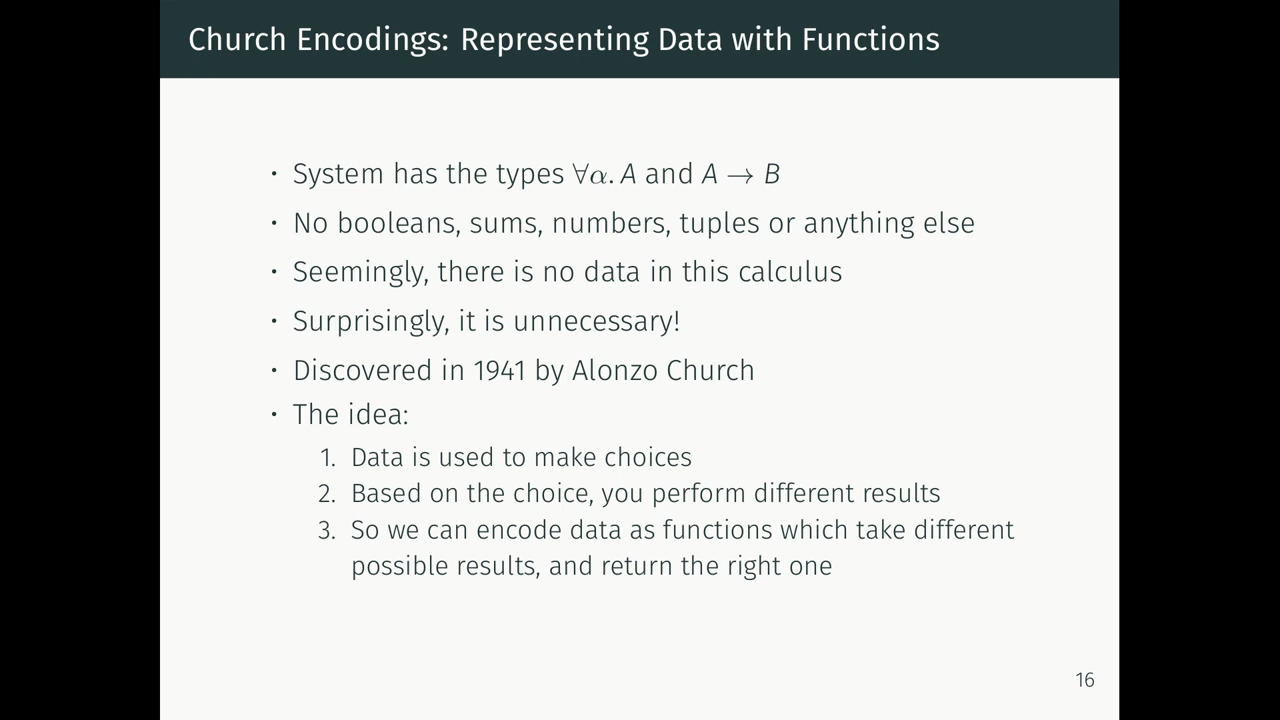 Church Encodings: Representing Data with Functions
• System has the types ∀α. A and A → B
• No booleans, sums, numbers, tuples or anything else
• Seemingly, there is no data in this calculus
• Surprisingly, it is unnecessary!
• Discovered in 1941 by Alonzo Church
• The idea:
1. Data is used to make choices
2. Based on the choice, you perform different results
3. So we can encode data as functions which take different
possible results, and return the right one
16